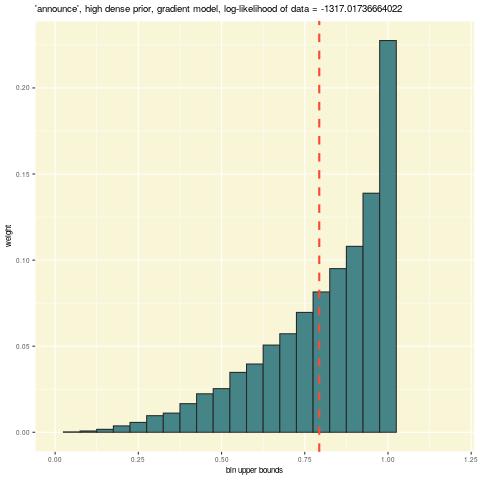 'announce', high dense prior, gradient model, log-likelihood of data = -1317.01736664022
0.20
0.15
0.10
0.05
0.00
weight
0.00 0.25 0.50 0.75 1.00 1.25
bin upper bounds